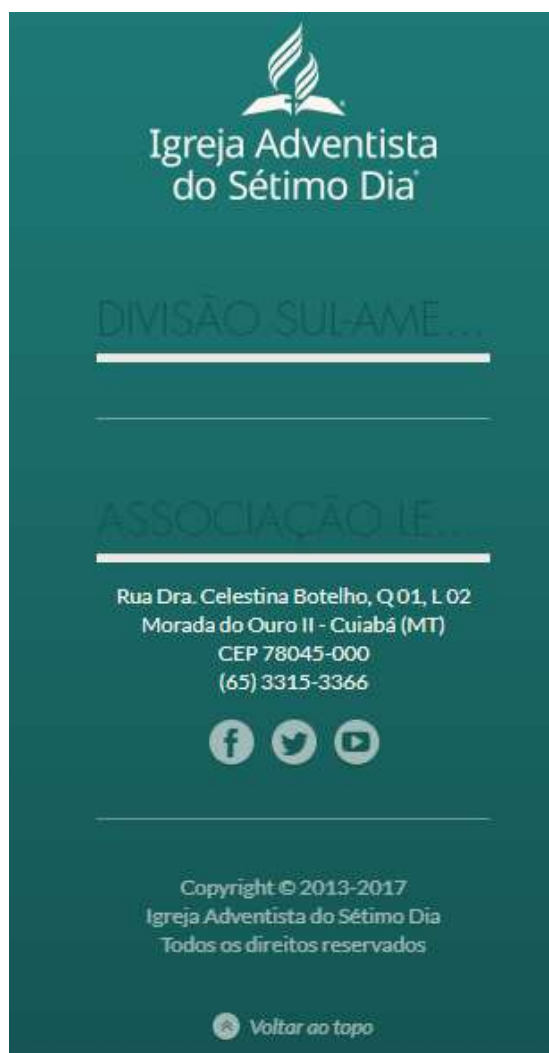 Igreja Adventista
do Sétimo Dia
DIVISÃO SUL-AME...
ASSOCIAÇÃO LE...
Rua Dra. Celestina Botelho, Q 01, L 02
Morada do Ouro II - Cuiabá (MT)
CEP 78045-000
(65) 3315-3366
Copyright © 2013-2017
Igreja Adventista do Sétimo Dia
Todos os direitos reservados
Voltar ao topo